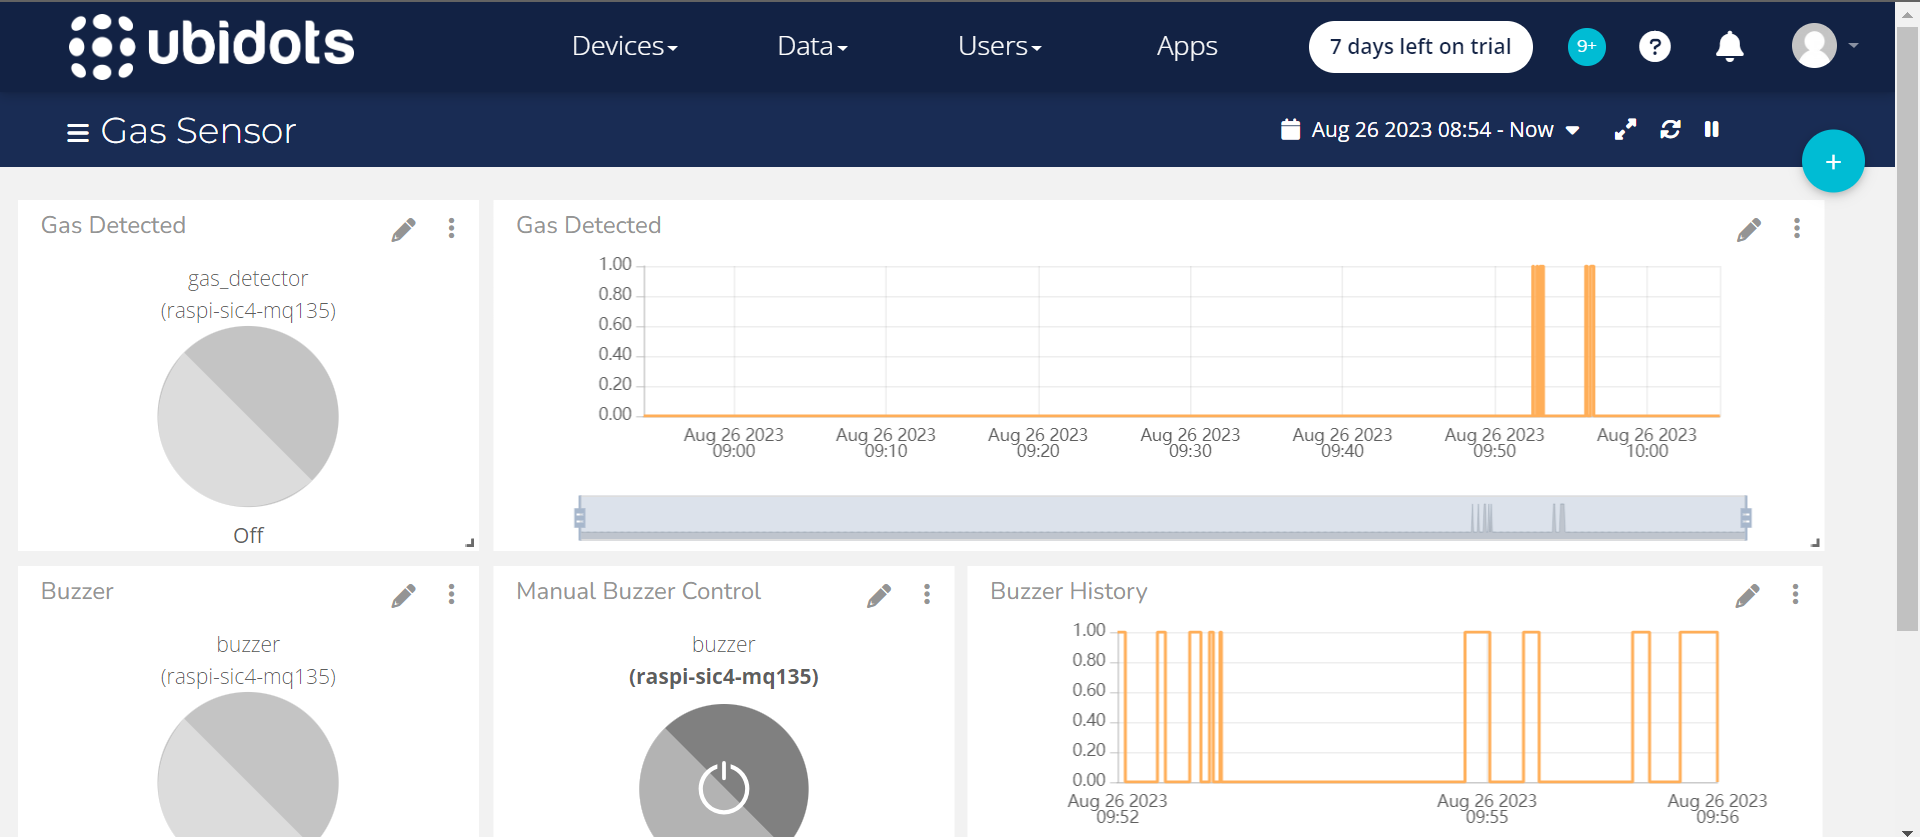 ubidots
Devices
Data
Users
Apps
7 days left on trial
9+
?
Gas Sensor
Aug 26 2023 08:54 - Now
+
Gas Detected
gas_detector
(raspi-sic4-mq135)
Off
Gas Detected
1.00
0.80
0.60
0.40
0.20
0.00
Aug 26 2023
09:00
Aug 26 2023
09:10
Aug 26 2023
09:20
Aug 26 2023
09:30
Aug 26 2023
09:40
Aug 26 2023
09:50
Aug 26 2023
10:00
Buzzer
buzzer
(raspi-sic4-mq135)
Manual Buzzer Control
buzzer
(raspi-sic4-mq135)
Buzzer History
1.00
0.80
0.60
0.40
0.20
0.00
Aug 26 2023
09:52
Aug 26 2023
09:55
Aug 26 2023
09:56